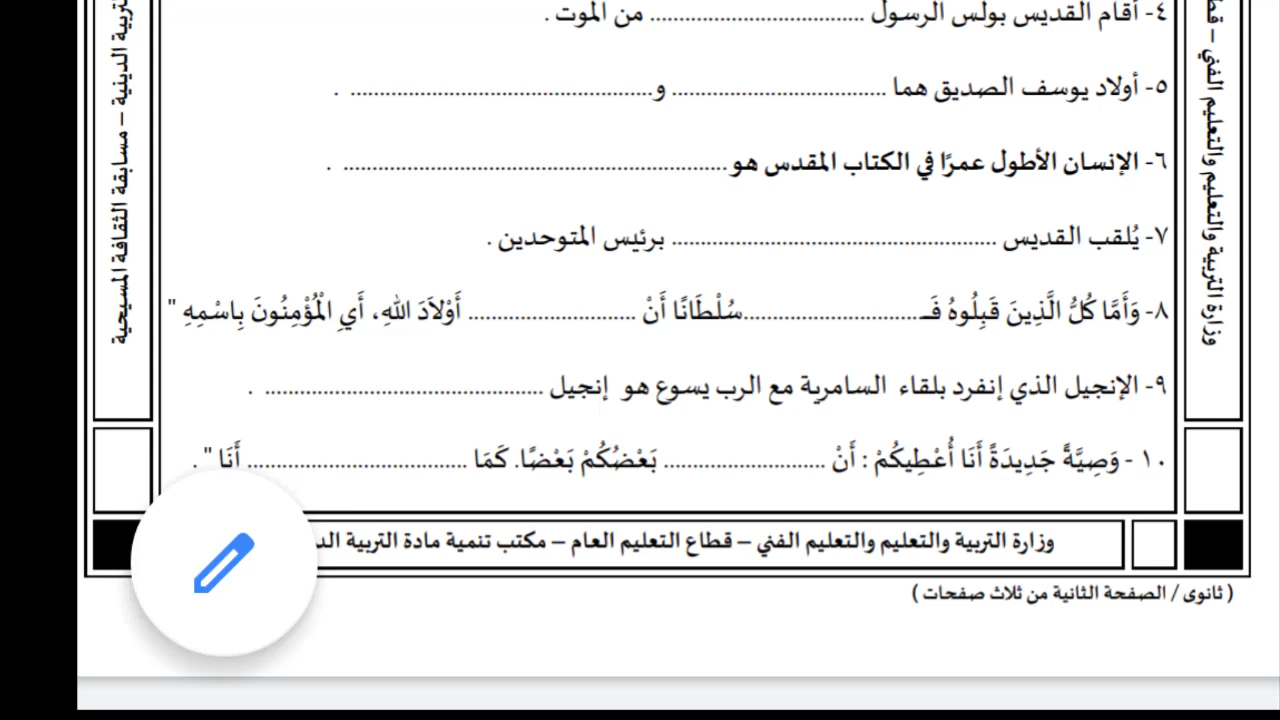 ٤- أقام القديس بولس الرسول .................................. من الموت .
٥- أولاد يوسف الصديق هما .................................. و................................................ .
٦- الإنسان الأطول عمرًا في الكتاب المقدس هو............................................................. .
٧- يُلقب القديس .................................................... برئيس المتوحدين .
٨- وَأَمَّا كُلُّ الَّذِينَ قَبِلُوهُ فَـ............................سُلْطَانًا أَنْ ........................... أَوْلاَدَ اللهِ، أَيِ الْمُؤْمِنُونَ بِاسْمِهِ "
٩- الإنجيل الذي إنفرد بلقاء السامرية مع الرب يسوع هو إنجيل ............................................. .
١٠- وَصِيَّةً جَدِيدَةً أَنَا أُعْطِيكُمْ : أَنْ .......................... بَعْضُكُمْ بَعْضًا. كَمَا ................................... أَنَا " .
وزارة التربية والتعليم والتعليم الفني – قطاع التعليم العام – مكتب تنمية مادة التربية
( ثانوى / الصفحة الثانية من ثلاث صفحات )
وزارة التربية والتعليم والتعليم الفني –
الدينية – مسابقة الثقافة المسيحية